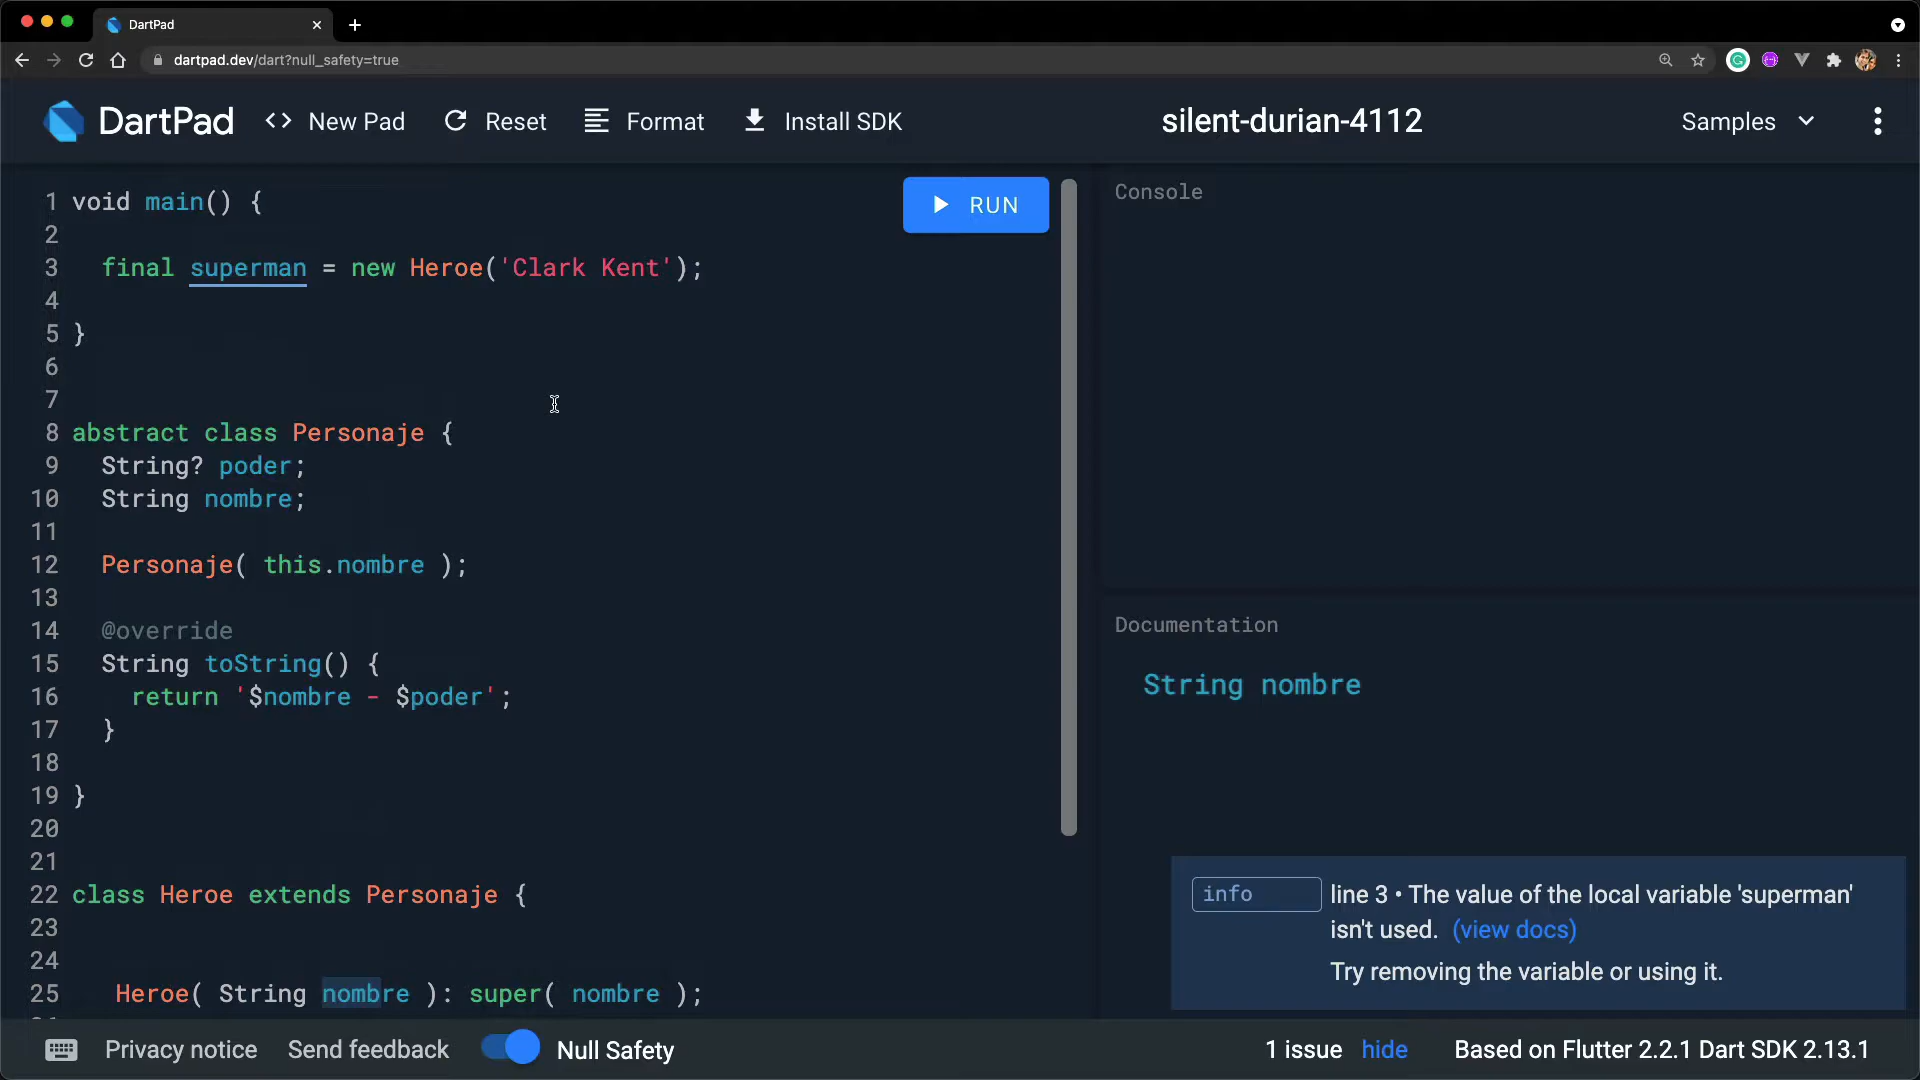 DartPad
dartpad.dev/dart?null_safety=true
DartPad
<> New Pad
Reset
Format
Install SDK
silent-durian-4112
Samples
RUN
1 void main() {
2
3 final superman = new Heroe('Clark Kent');
4
5 }
6
7
8 abstract class Personaje {
9 String? poder;
10 String nombre;
11
12 Personaje( this.nombre );
13
14 @override
15 String toString() {
16 return '$nombre - $poder';
17 }
18
19 }
20
21
22 class Heroe extends Personaje {
23
24
25 Heroe( String nombre ): super( nombre );
Console
Documentation
String nombre
info
line 3 • The value of the local variable 'superman'
isn't used. (view docs)
Try removing the variable or using it.
Privacy notice
Send feedback
Null Safety
1 issue hide
Based on Flutter 2.2.1 Dart SDK 2.13.1